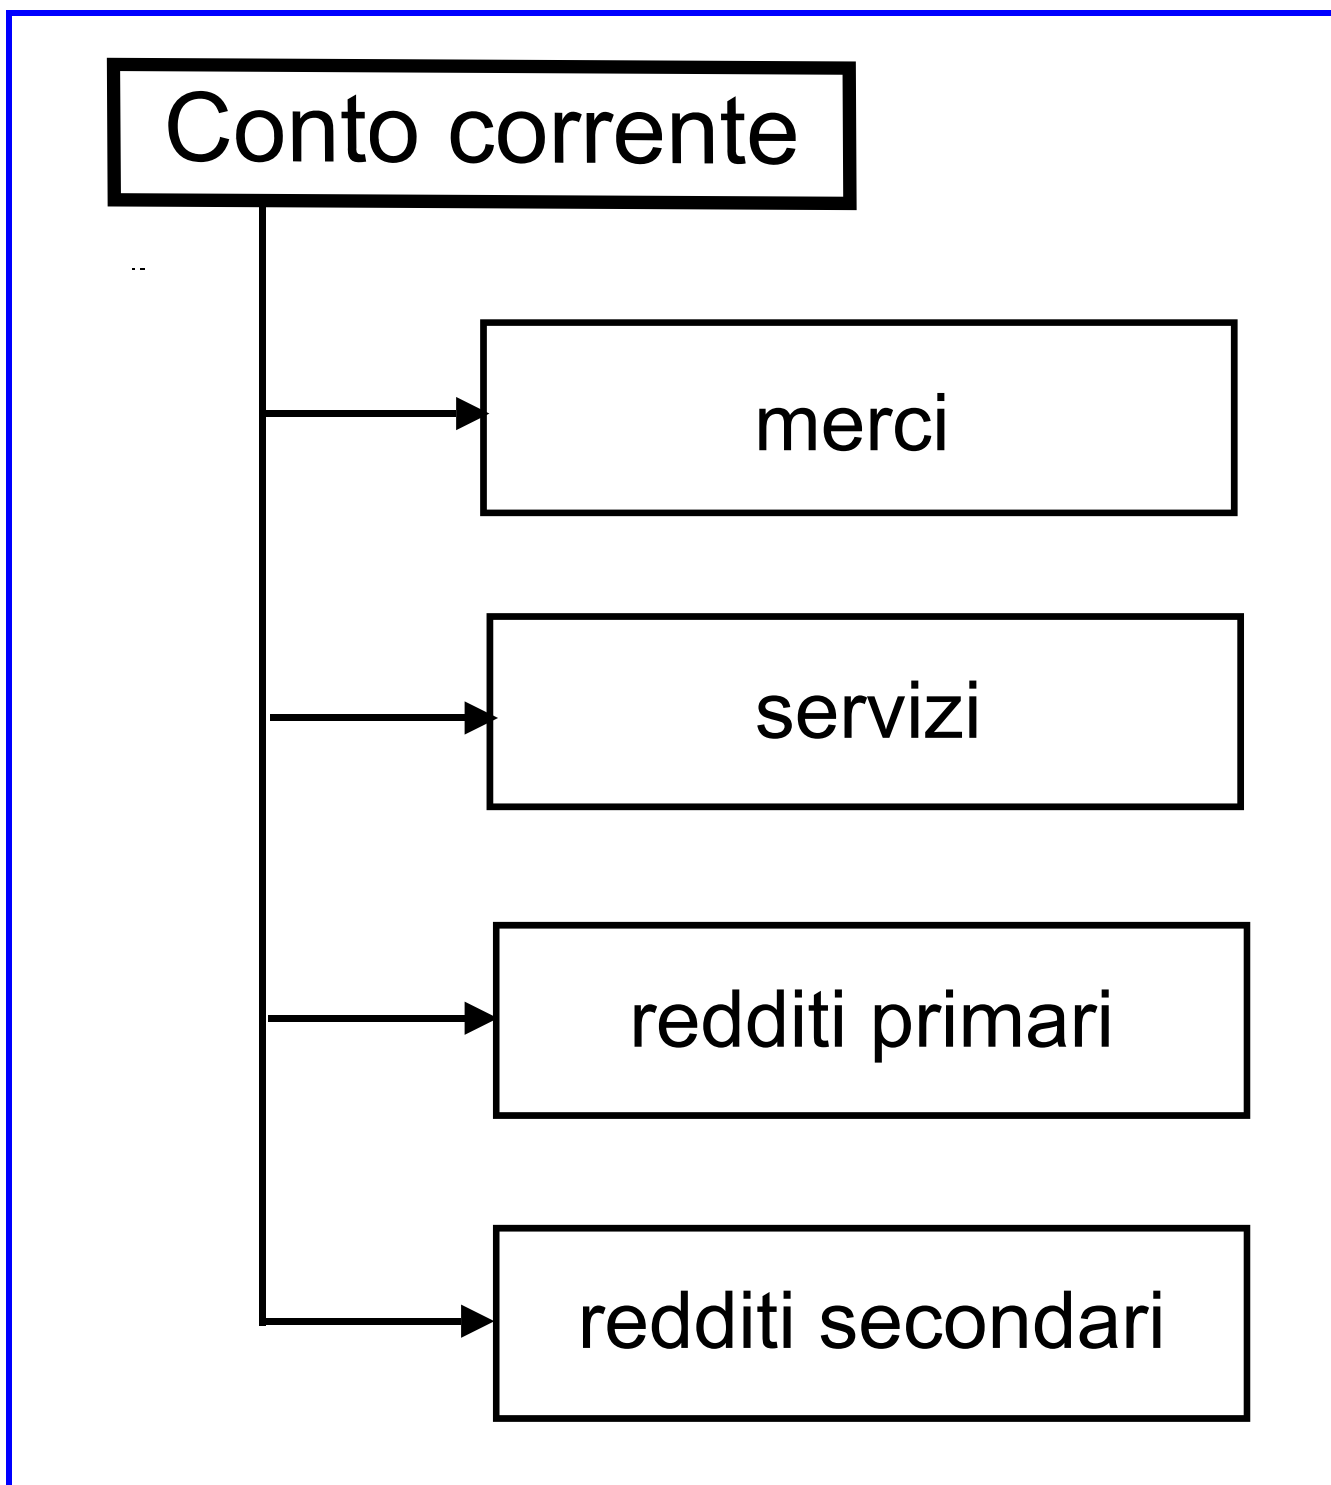 Conto corrente
merci
servizi
redditi primari
redditi secondari